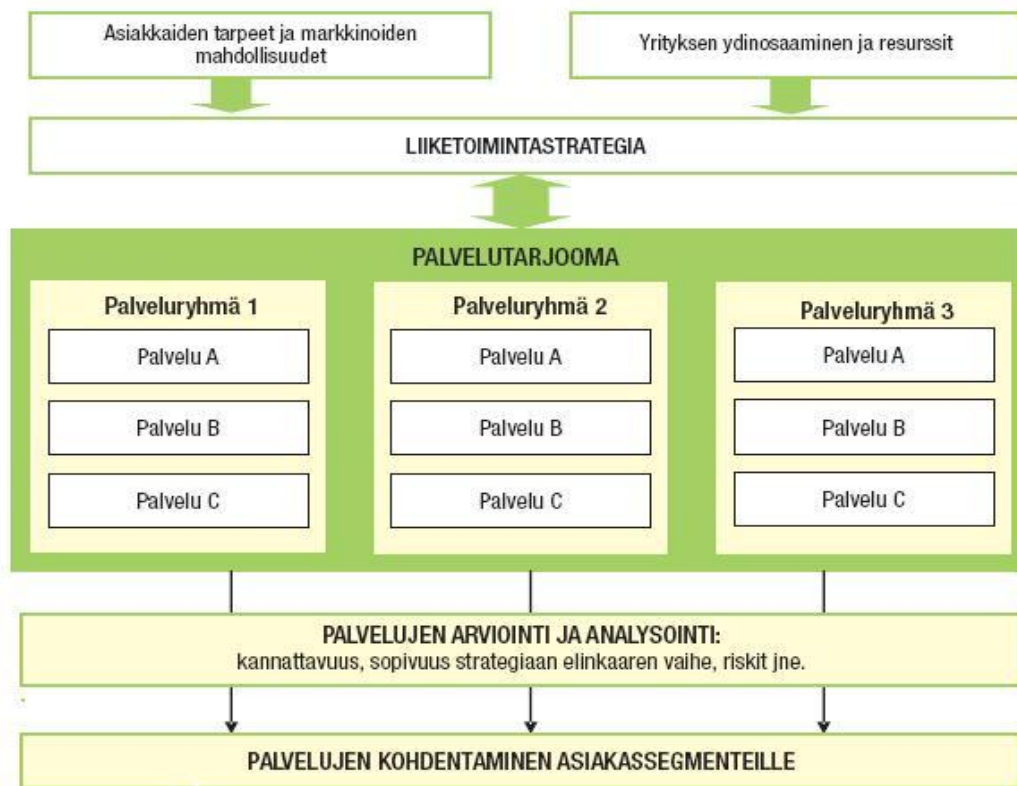 Asiakkaiden tarpeet ja markkinoiden
mahdollisuudet
Yrityksen ydinosaaminen ja resurssit
LIIKETOIMINTASTRATEGIA
PALVELUTARJOOMA
Palveluryhmä 1
Palvelu A
Palvelu B
Palvelu C
Palveluryhmä 2
Palvelu A
Palvelu B
Palvelu C
Palveluryhmä 3
Palvelu A
Palvelu B
Palvelu C
PALVELUJEN ARVIOINTI JA ANALYSOINTI:
kannattavuus, sopivuus strategiaan elinkaaren vaihe, riskit jne.
PALVELUJEN KOHDENTAMINEN ASIAKASSEGMENTEILLE